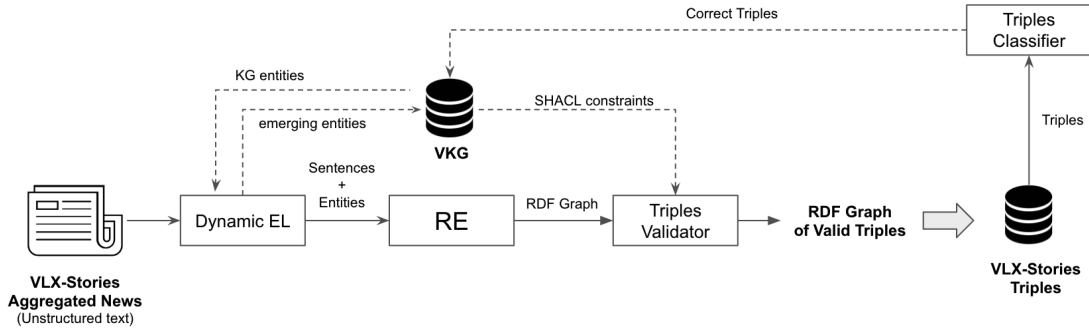 Correct Triples
Triples
Classifier
KG entities
emerging entities
SHACL constraints
Triples
VKG
Sentences
+
Entities
Dynamic EL
RE
RDF Graph
Triples
Validator
RDF Graph
of Valid Triples
VLX-Stories
Triples
VLX-Stories
Aggregated News
(Unstructured text)